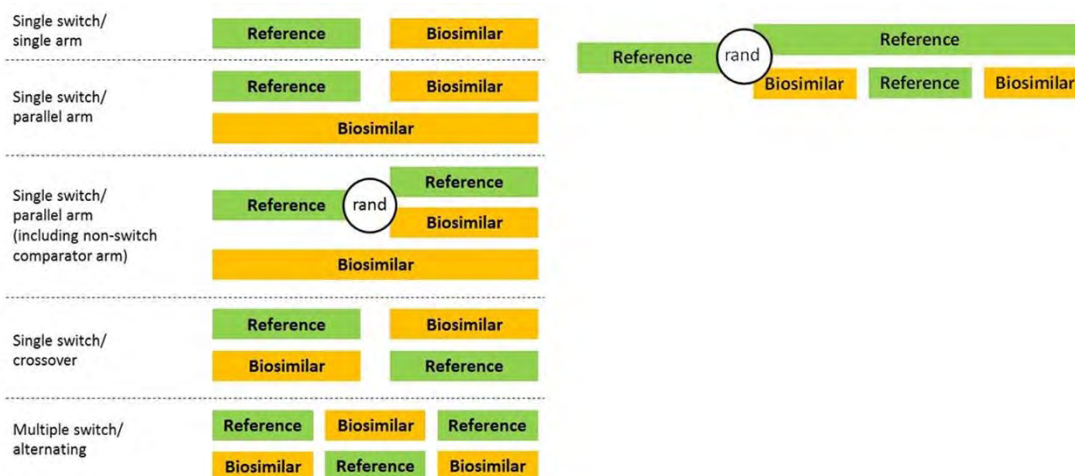 Single switch/
single arm
Reference Biosimilar
Single switch/
parallel arm
Reference Biosimilar
Biosimilar
Single switch/
parallel arm
(including non-switch
comparator arm)
Reference
Reference rand
Biosimilar
Biosimilar
Single switch/
crossover
Reference Biosimilar
Biosimilar Reference
Multiple switch/
alternating
Reference Biosimilar Reference
Biosimilar Reference Biosimilar
Reference
Reference rand
Biosimilar Reference Biosimilar